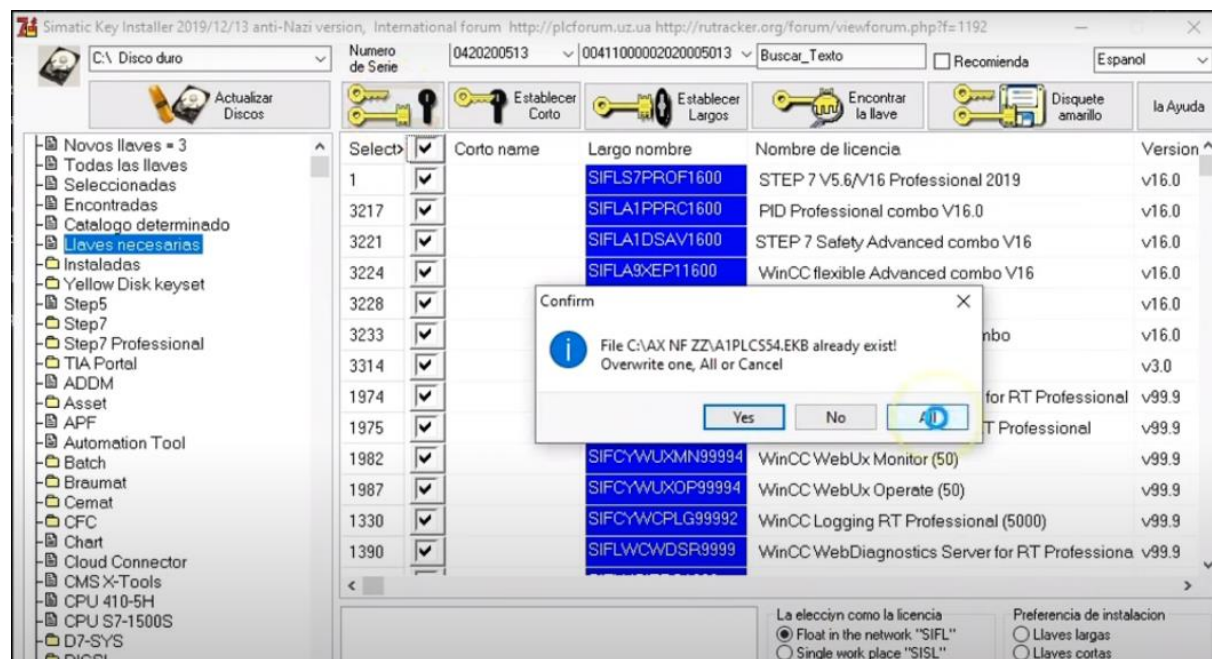 Simatic Key Installer 2019/12/13 anti-Nazi version, International forum http://plcforum.uz.ua http://rutracker.org/forum/viewforum.php?f=1192
C:\ Disco duro
Numero de Serie
0420200513
00411000002020005013
Buscar_Texto
Recomienda
Espanol
Actualizar Discos
Establecer Corto
Establecer Largos
Encontrar la llave
Disquete amarillo
la Ayuda
Novos llaves = 3
Todas las llaves
Seleccionadas
Encontradas
Catalogo determinado
Llaves necesarias
Instaladas
Yellow Disk keyset
Step5
Step7
Step7 Professional
TIA Portal
ADDM
Asset
APF
Automation Tool
Batch
Braumat
Cemat
CFC
Chart
Cloud Connector
CMS X-Tools
CPU 410-5H
CPU S7-1500S
D7-SYS
Select> Corto name Largo nombre Nombre de licencia Version
1 SIFLS7PROF1600 STEP 7 V5.6/V16 Professional 2019 v16.0
3217 SIFLA1PPRC1600 PID Professional combo V16.0 v16.0
3221 SIFLA1DSAV1600 STEP 7 Safety Advanced combo V16 v16.0
3224 SIFLA9XEP11600 WinCC flexible Advanced combo V16 v16.0
3228 v16.0
3233 v16.0
3314 v3.0
1974 for RT Professional v99.9
1975 v99.9
1982 SIFCYWUXMN99994 WinCC WebUx Monitor (50) v99.9
1987 SIFCYWUXOP99994 WinCC WebUx Operate (50) v99.9
1330 SIFCYWCPLG99992 WinCC Logging RT Professional (5000) v99.9
1390 SIFLWCWDSR9999 WinCC WebDiagnostics Server for RT Professiona v99.9
Confirm
File C:\AX NF ZZ\A1PLCS54.EKB already exist!
Overwrite one, All or Cancel
Yes
No
All
La elecciyn como la licencia
Float in the network "SIFL"
Single work place "SISL"
Preferencia de instalacion
Llaves largas
Llaves cortas